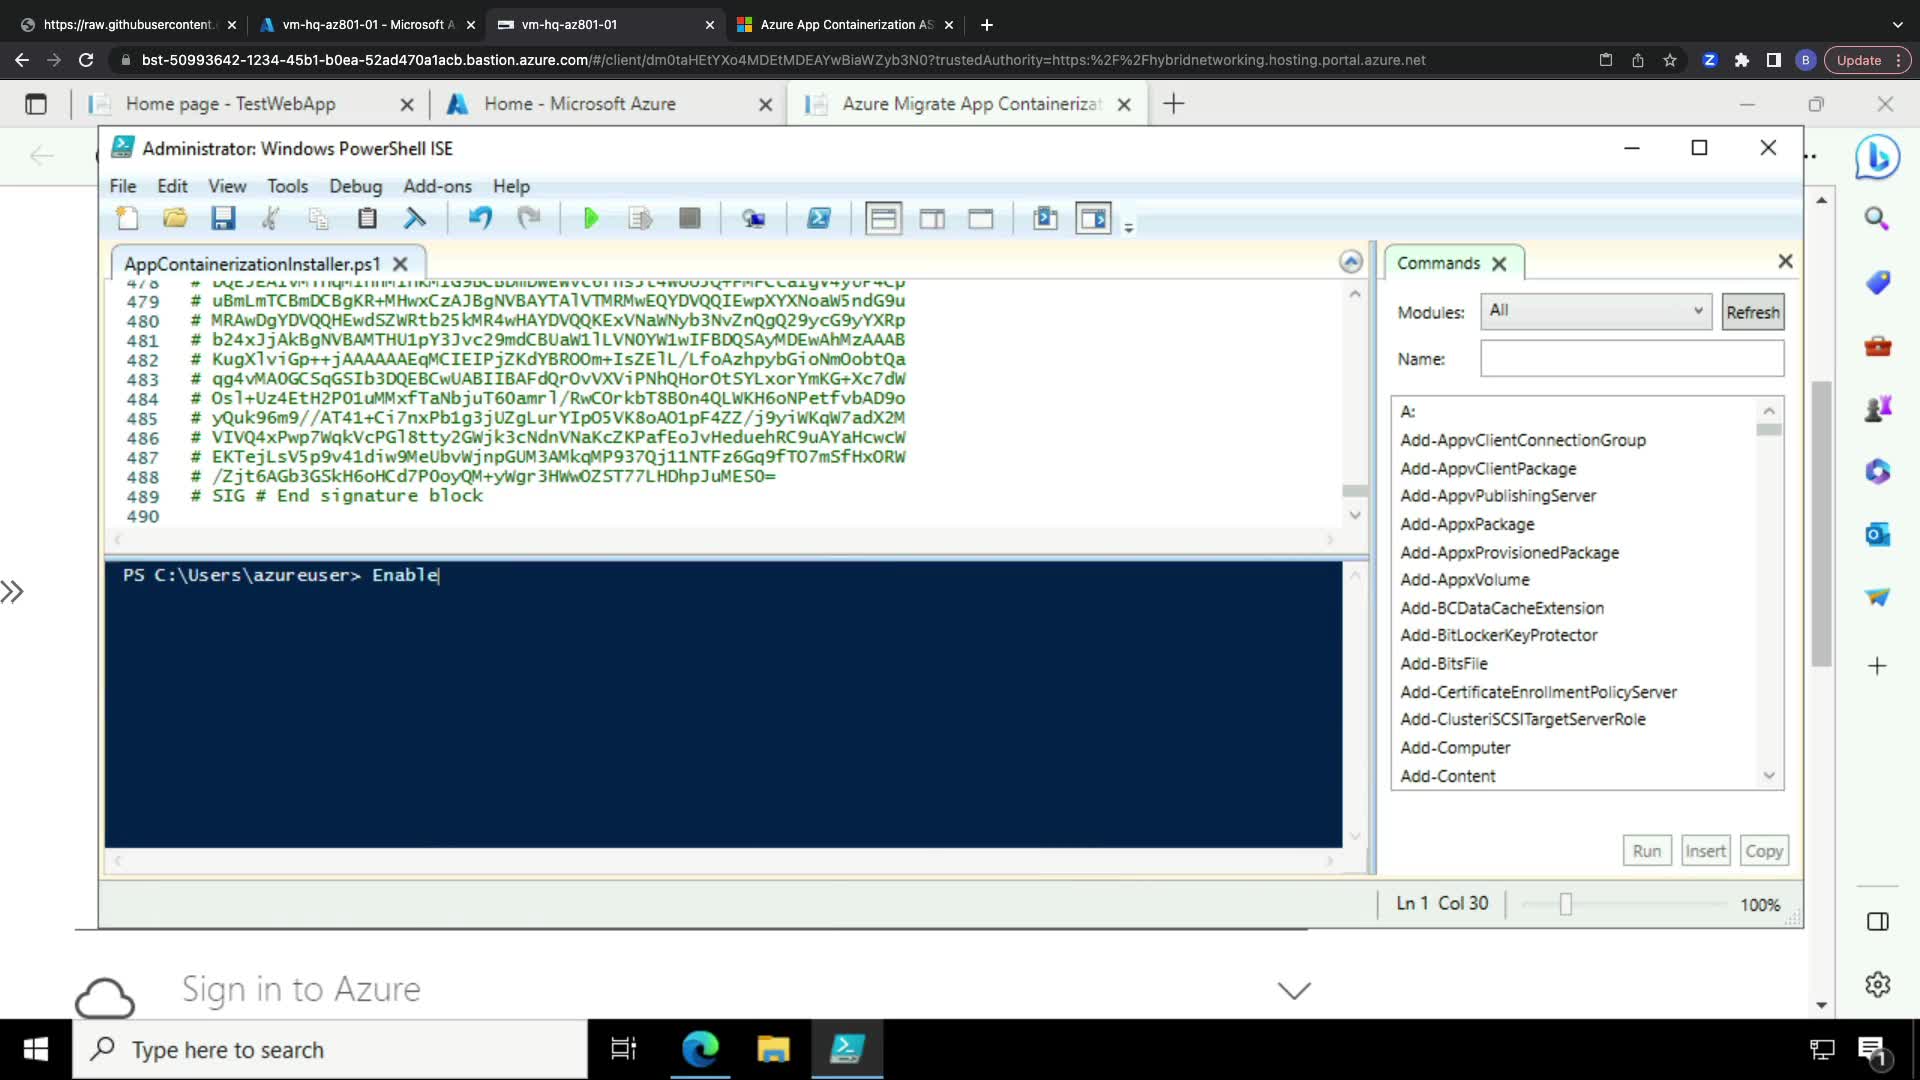 https://raw.githubusercontent.
vm-hq-az801-01 - Microsoft A
vm-hq-az801-01
Azure App Containerization AS
bst-50993642-1234-45b1-b0ea-52ad470a1acb.bastion.azure.com/#/client/dm0taHEtYXo4MDEtMDEAYwBiaWZyb3N0?trustedAuthority=https:%2F%2Fhybridnetworking.hosting.portal.azure.net
B
Update
Home page - TestWebApp
Home - Microsoft Azure
Azure Migrate App Containerizat
Administrator: Windows PowerShell ISE
File Edit View Tools Debug Add-ons Help
AppContainerizationInstaller.ps1
478
479 # uBmLmTCBmDCBgKR+MHwxCzAJBgNVBAYTAlVTMRMwEQYDVQQIEwpXYXNoaW5ndG9u
480 # MRAwDgYDVQQHEwdSZWRtb25kMR4wHAYDVQQKExVNaWNyb3NvZnQgQ29ycG9yYXRp
481 # b24xJjAkBgNVBAMTHU1pY3Jvc29mdCBUaW1lLVN0YW1wIFBDQSAyMDEwAhMzAAAB
482 # KugXlviGp++jAAAAAAEqMCIEIPjZKdYBROOm+IsZElL/LfoAzhpybGioNmOobtQa
483 # qg4vMA0GCSqGSIb3DQEBCwUABIIBAFdQrOvVXViPNhQHorOtSYLxorYmKG+Xc7dW
484 # Osl+Uz4EtH2PO1uMMxfTaNbjuT6Oamrl/RwCOrkbT8BOn4QLWKH6oNPetfvbAD9o
485 # yQuk96m9//AT41+Ci7nxPb1g3jUZgLurYIpO5VK8oAO1pF4ZZ/j9yiWKqW7adX2M
486 # VIVQ4xPwp7WqkVcPGl8tty2GWjk3cNdnVNaKcZKPafEoJvHeduehRC9uAYaHcwcW
487 # EKTejLsV5p9v41diw9MeUbvWjnpGUM3AMkqMP937Qj11NTFz6Gq9fTO7mSfHxORW
488 # /Zjt6AGb3GSkH6oHCd7POoyQM+yWgr3HWwOZST77LHDhpJuMESO=
489 # SIG # End signature block
490
PS C:\Users\azureuser> Enable
Commands
Modules: All Refresh
Name:
A:
Add-AppvClientConnectionGroup
Add-AppvClientPackage
Add-AppvPublishingServer
Add-AppxPackage
Add-AppxProvisionedPackage
Add-AppxVolume
Add-BCDataCacheExtension
Add-BitLockerKeyProtector
Add-BitsFile
Add-CertificateEnrollmentPolicyServer
Add-ClusteriSCSITargetServerRole
Add-Computer
Add-Content
Run Insert Copy
Ln 1 Col 30
100%
Sign in to Azure
Type here to search
1